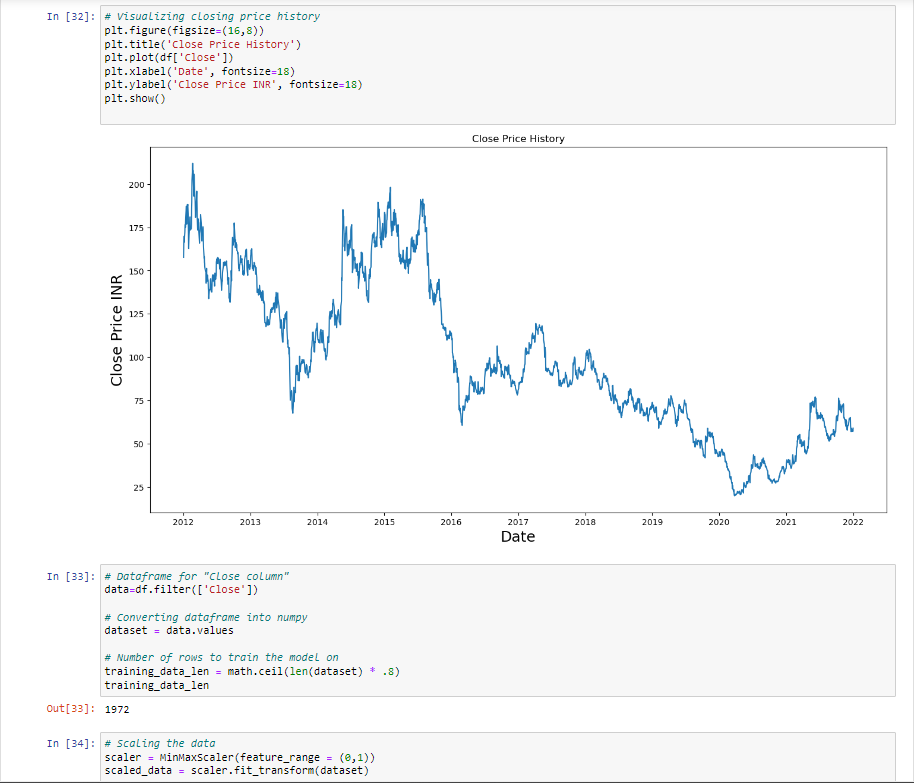 In [32]: # Visualizing closing price history
plt.figure(figsize=(16,8))
plt.title('Close Price History')
plt.plot(df['Close'])
plt.xlabel('Date', fontsize=18)
plt.ylabel('Close Price INR', fontsize=18)
plt.show()
Close Price History
200
175
150
125
100
75
50
25
Close Price INR
2012 2013 2014 2015 2016 2017 2018 2019 2020 2021 2022
Date
In [33]: # Dataframe for "Close column"
data=df.filter(['Close'])
# Converting dataframe into numpy
dataset = data.values
# Number of rows to train the model on
training_data_len = math.ceil(len(dataset) * .8)
training_data_len
Out[33]: 1972
In [34]: # Scaling the data
scaler = MinMaxScaler(feature_range = (0,1))
scaled_data = scaler.fit_transform(dataset)